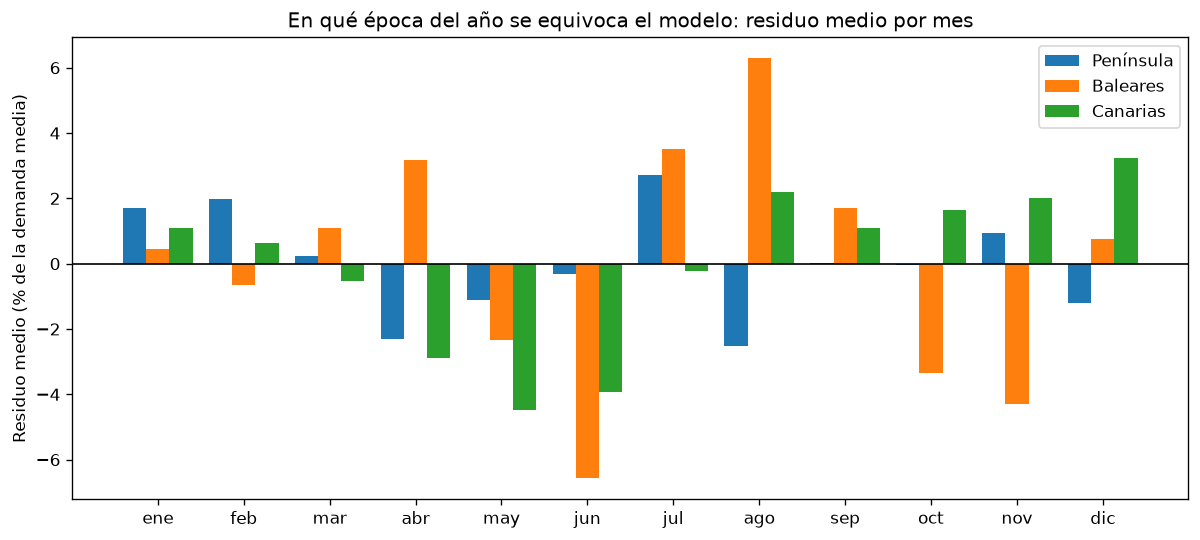 En qué época del año se equivoca el modelo: residuo medio por mes
Península
Baleares
Canarias
Residuo medio (% de la demanda media)
6
4
2
0
−2
−4
−6
ene feb mar abr may jun jul ago sep oct nov dic